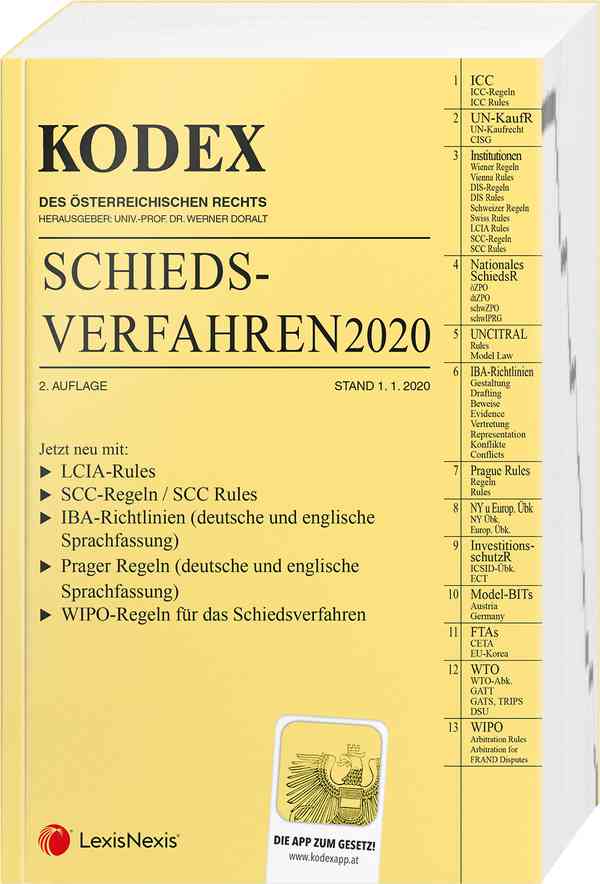 KODEX
DES ÖSTERREICHISCHEN RECHTS
HERAUSGEBER: UNIV.-PROF. DR. WERNER DORALT
SCHIEDS-
VERFAHREN2020
2. AUFLAGE STAND 1. 1. 2020
Jetzt neu mit:
▶ LCIA-Rules
▶ SCC-Regeln / SCC Rules
▶ IBA-Richtlinien (deutsche und englische
Sprachfassung)
▶ Prager Regeln (deutsche und englische
Sprachfassung)
▶ WIPO-Regeln für das Schiedsverfahren
1 ICC
ICC-Regeln
ICC Rules
2 UN-KaufR
UN-Kaufrecht
CISG
3 Institutionen
Wiener Regeln
Vienna Rules
DIS-Regeln
DIS Rules
Schweizer Regeln
Swiss Rules
LCIA Rules
SCC-Regeln
SCC Rules
4 Nationales
SchiedsR
öZPO
dtZPO
schwZPO
schwIPRG
5 UNCITRAL
Rules
Model Law
6 IBA-Richtlinien
Gestaltung
Drafting
Beweise
Evidence
Vertretung
Representation
Konflikte
Conflicts
7 Prague Rules
Regeln
Rules
8 NY u Europ. Übk
NY Übk.
Europ. Übk.
9 Investitions-
schutzR
ICSID-Übk.
ECT
10 Model-BITs
Austria
Germany
11 FTAs
CETA
EU-Korea
12 WTO
WTO-Abk.
GATT
GATS, TRIPS
DSU
13 WIPO
Arbitration Rules
Arbitration for
FRAND Disputes
DIE APP ZUM GESETZ!
www.kodexapp.at
LexisNexis®